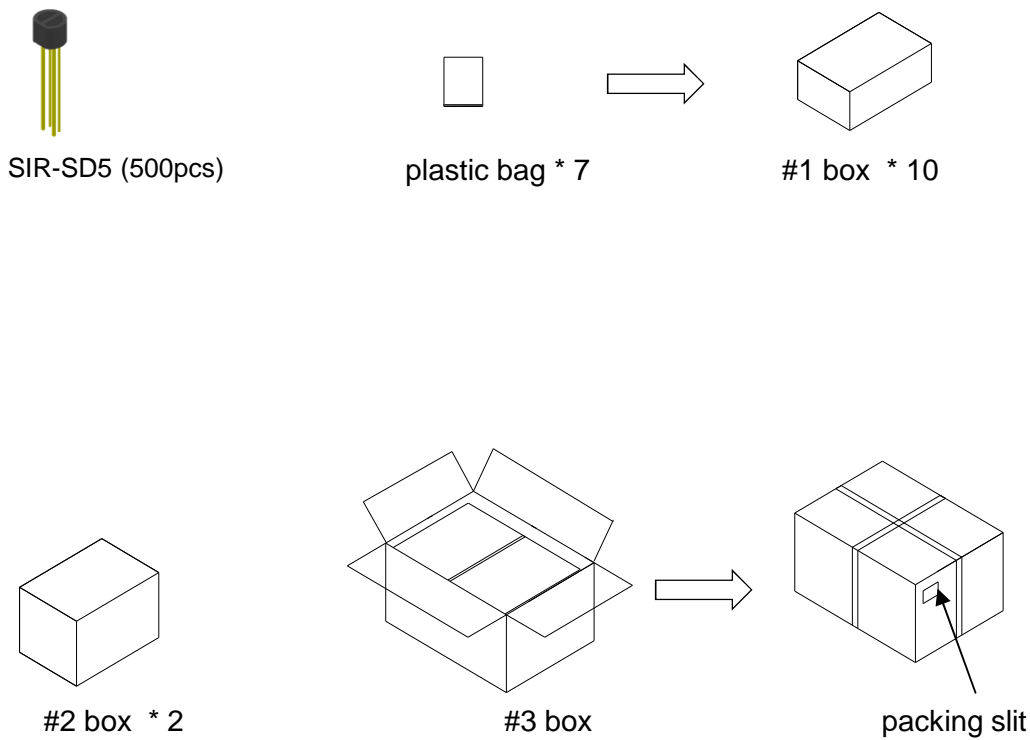 SIR-SD5 (500pcs)
plastic bag * 7
#1 box * 10
#2 box * 2
#3 box
packing slit